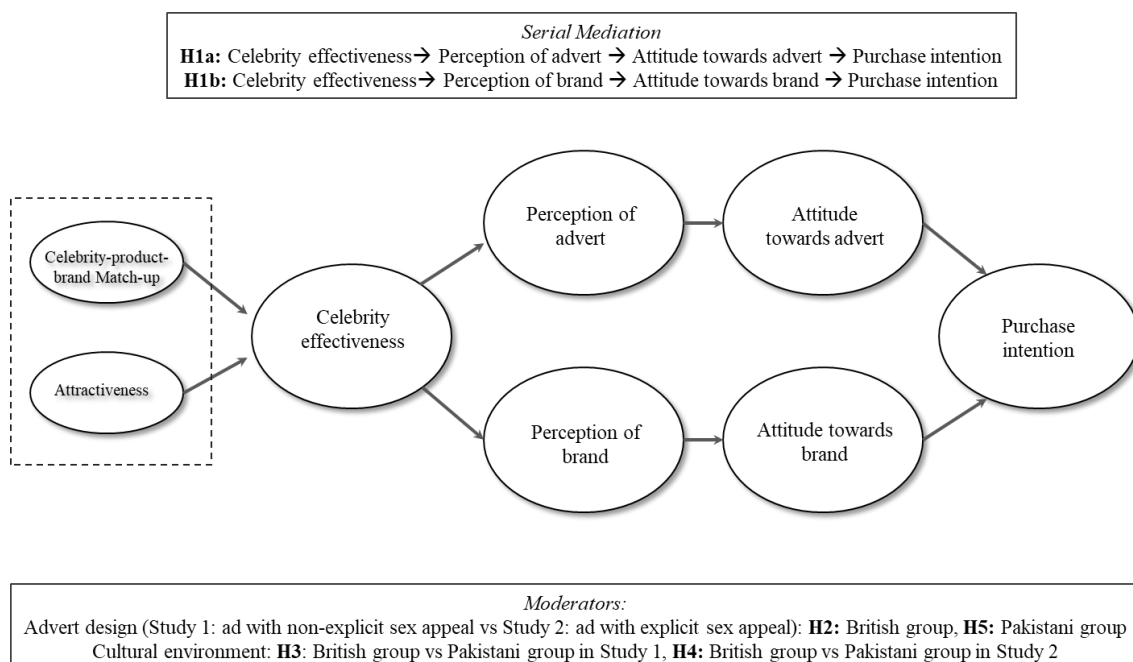 Serial Mediation
H1a: Celebrity effectiveness→ Perception of advert → Attitude towards advert → Purchase intention
H1b: Celebrity effectiveness→ Perception of brand → Attitude towards brand → Purchase intention
Perception of
advert
Attitude
towards advert
Celebrity-product-
brand Match-up
Celebrity
effectiveness
Purchase
intention
Attractiveness
Perception of
brand
Attitude towards
brand
Moderators:
Advert design (Study 1: ad with non-explicit sex appeal vs Study 2: ad with explicit sex appeal): H2: British group, H5: Pakistani group
Cultural environment: H3: British group vs Pakistani group in Study 1, H4: British group vs Pakistani group in Study 2